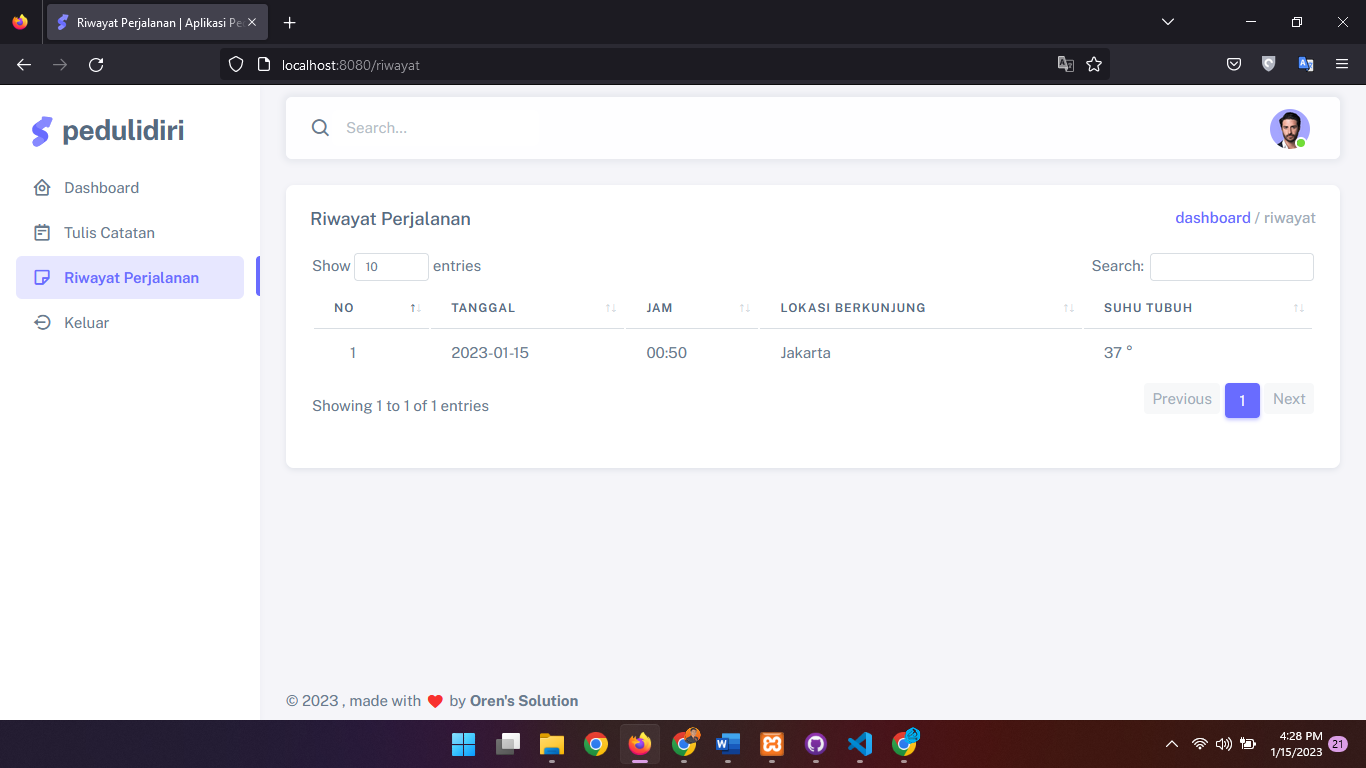 Riwayat Perjalanan | Aplikasi Pe
localhost:8080/riwayat
pedulidiri
Search...
Dashboard
Tulis Catatan
Riwayat Perjalanan
Keluar
Riwayat Perjalanan
dashboard / riwayat
Show 10 entries
Search:
NO TANGGAL JAM LOKASI BERKUNJUNG SUHU TUBUH
1 2023-01-15 00:50 Jakarta 37 °
Showing 1 to 1 of 1 entries
Previous 1 Next
© 2023 , made with ❤️ by Oren's Solution
4:28 PM
1/15/2023
21